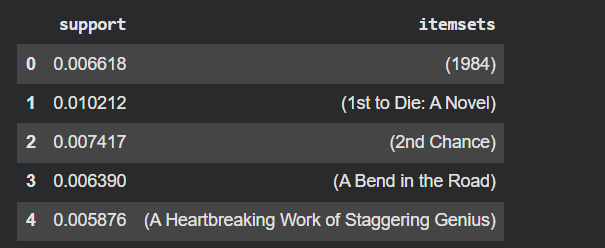 support itemsets
0 0.006618 (1984)
1 0.010212 (1st to Die: A Novel)
2 0.007417 (2nd Chance)
3 0.006390 (A Bend in the Road)
4 0.005876 (A Heartbreaking Work of Staggering Genius)